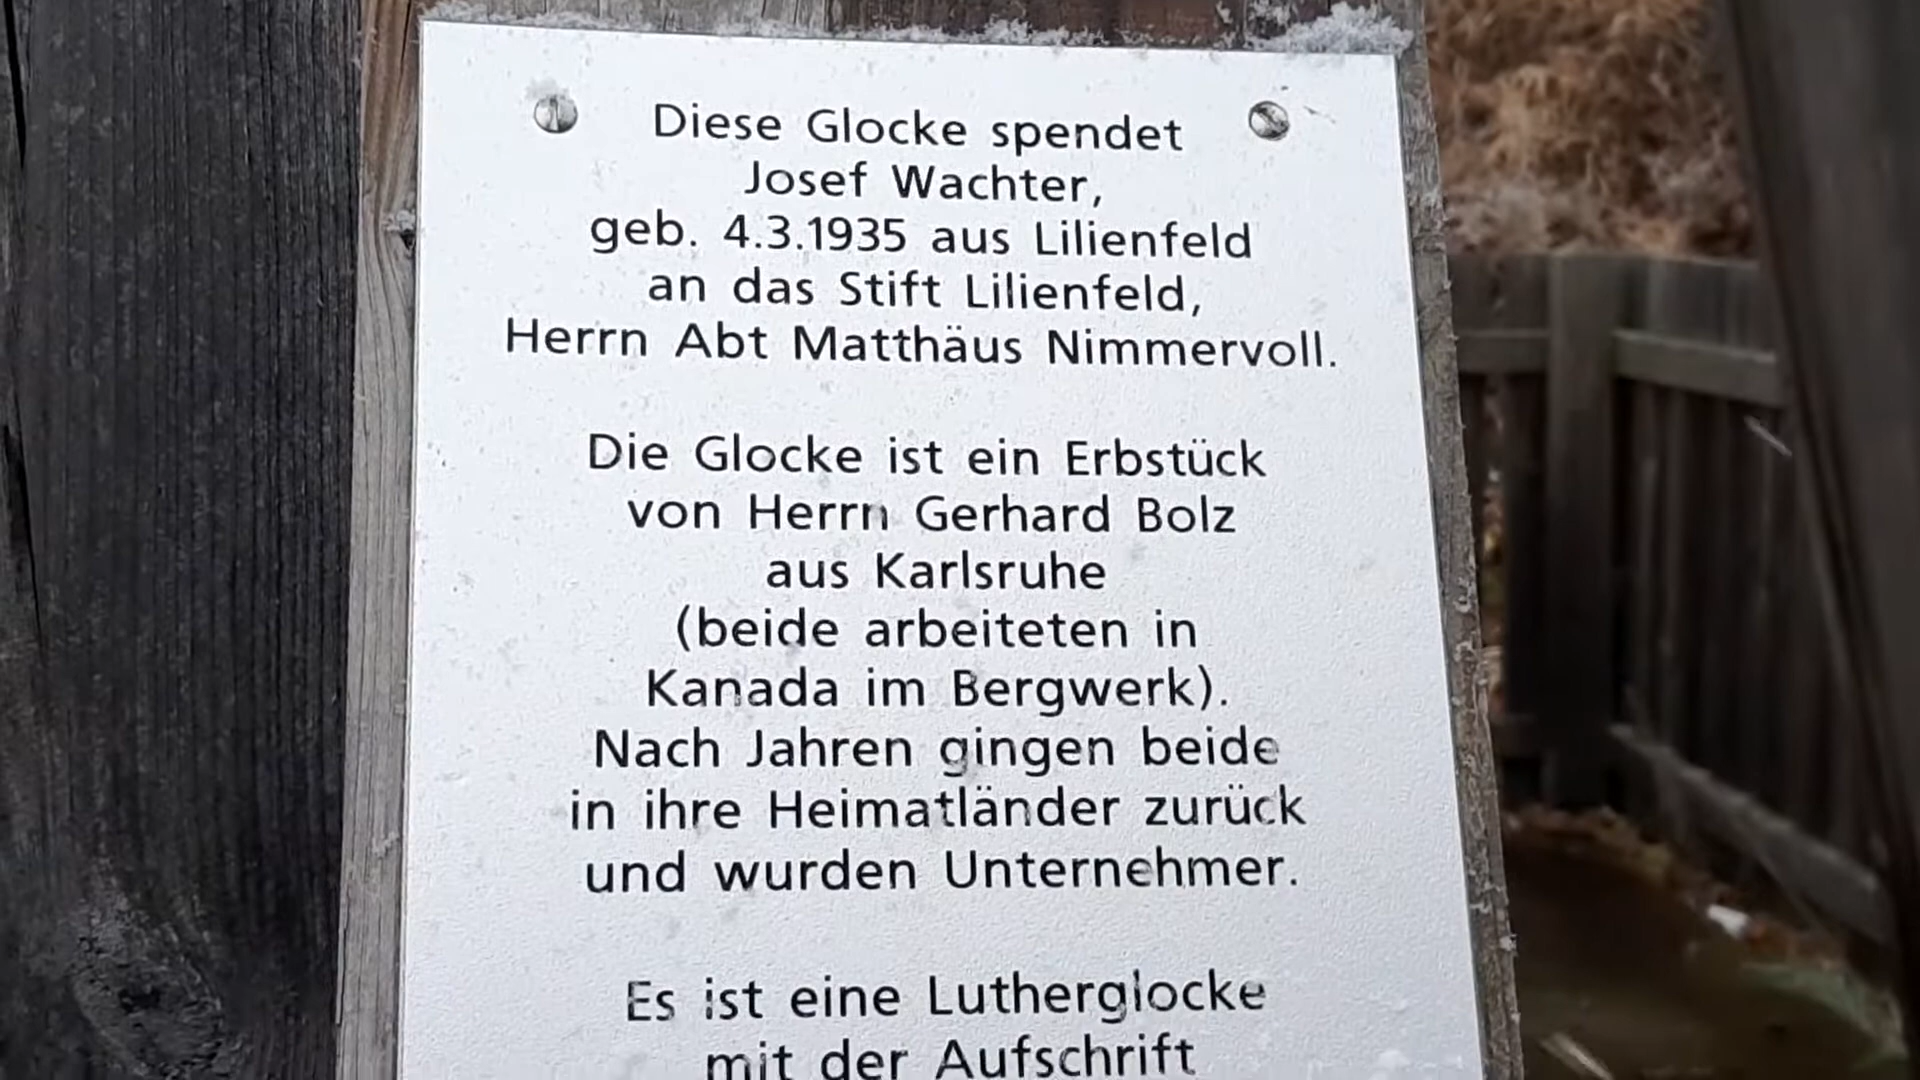 Diese Glocke spendet
Josef Wachter,
geb. 4.3.1935 aus Lilienfeld
an das Stift Lilienfeld,
Herrn Abt Matthäus Nimmervoll.
Die Glocke ist ein Erbstück
von Herrn Gerhard Bolz
aus Karlsruhe
(beide arbeiteten in
Kanada im Bergwerk).
Nach Jahren gingen beide
in ihre Heimatländer zurück
und wurden Unternehmer.
Es ist eine Lutherglocke
mit der Aufschrift